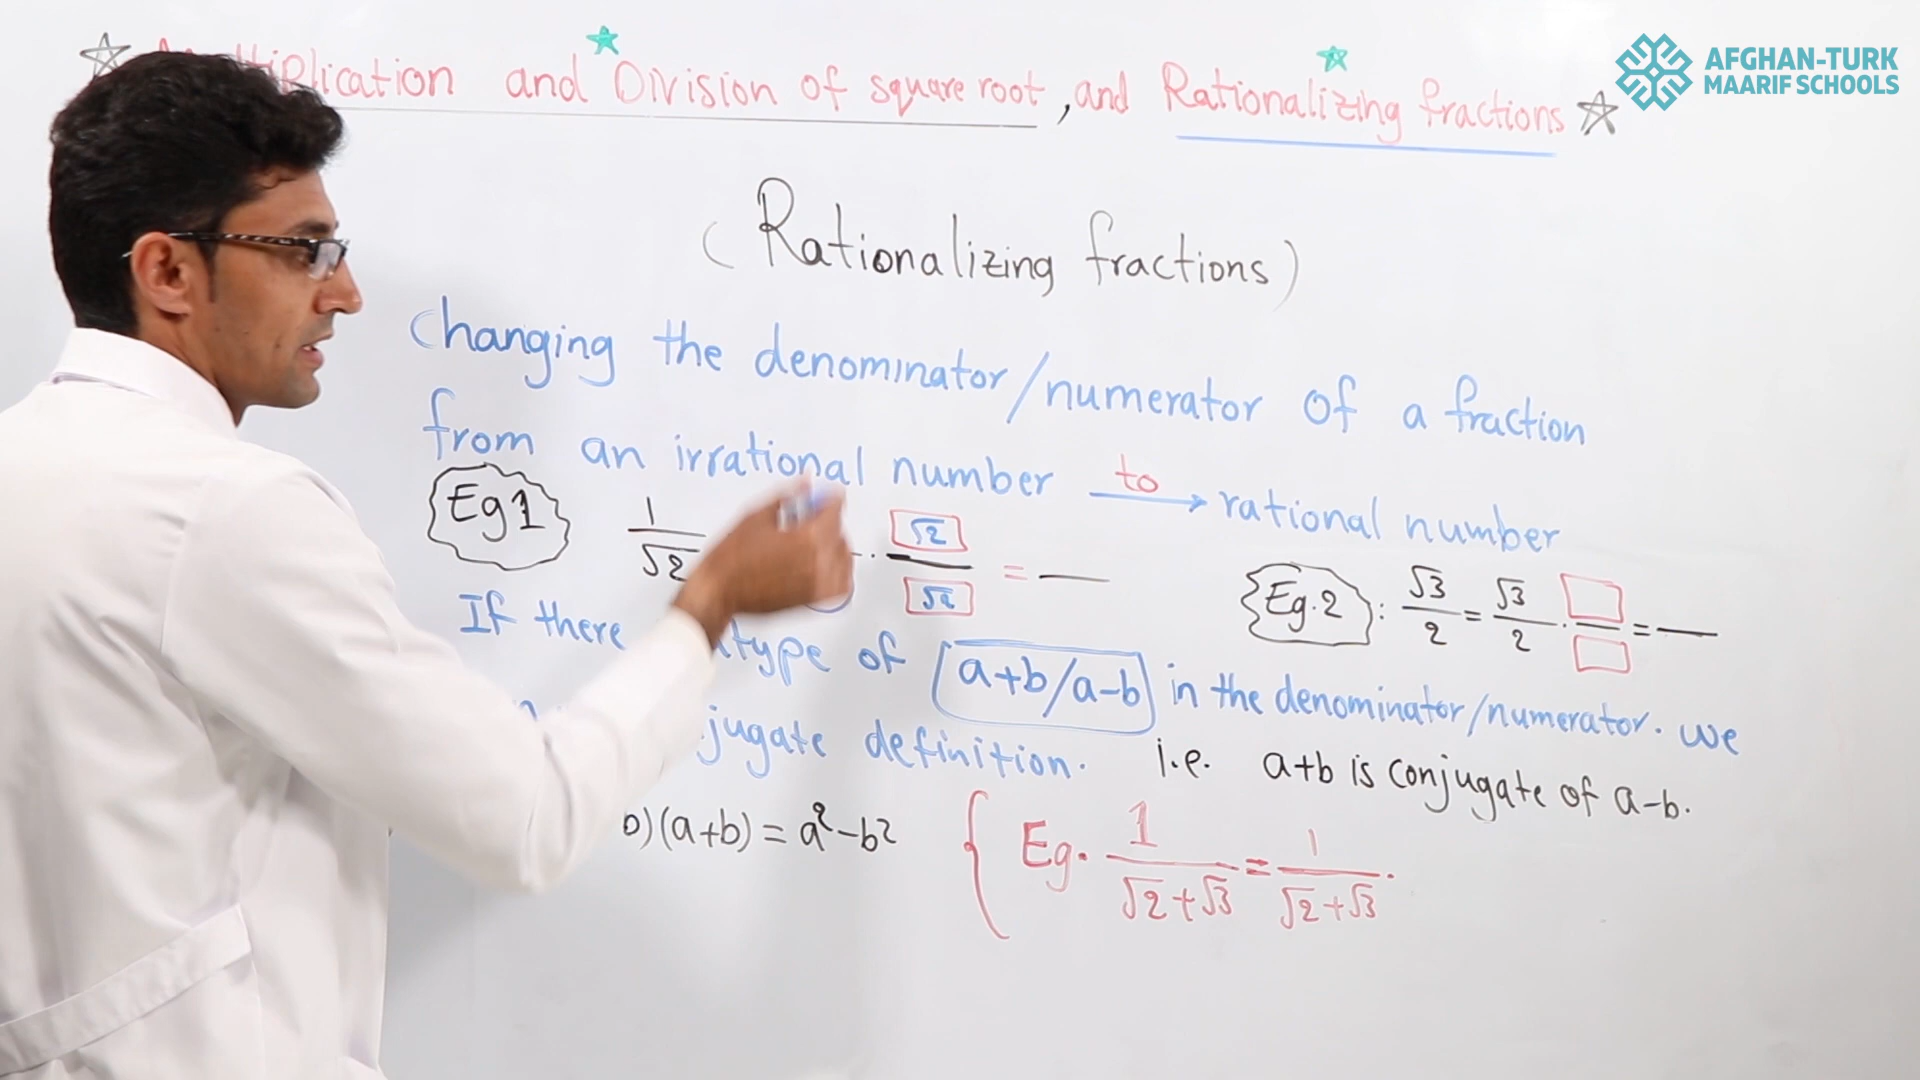 AFGHAN-TURK
MAARIF SCHOOLS
plication and Division of square root, and Rationalizing fractions
(Rationalizing fractions)
Changing the denominator/numerator of a fraction
from an irrational number to → rational number
Eg 1 1/√2 · √2/√2 = —
Eg.2 : √3/2 = √3/2 · □/□ = —
If there type of a+b/a-b in the denominator/numerator. we
jugate definition. i.e. a+b is conjugate of a-b.
b)(a+b) = a²-b² { Eg. 1/√2+√3 = 1/√2+√3 .